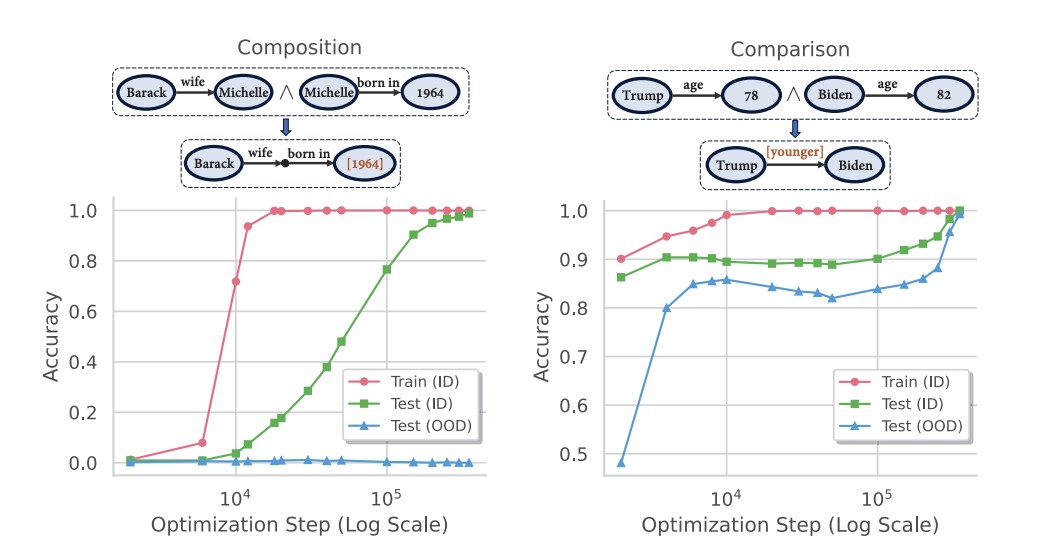 Composition
Barack wife Michelle ∧ Michelle born in 1964
Barack wife born in [1964]
1.0
0.8
0.6
0.4
0.2
0.0
Accuracy
Train (ID)
Test (ID)
Test (OOD)
10^4 10^5
Optimization Step (Log Scale)
Comparison
Trump age 78 ∧ Biden age 82
Trump [younger] Biden
1.0
0.9
0.8
0.7
0.6
0.5
Accuracy
Train (ID)
Test (ID)
Test (OOD)
10^4 10^5
Optimization Step (Log Scale)